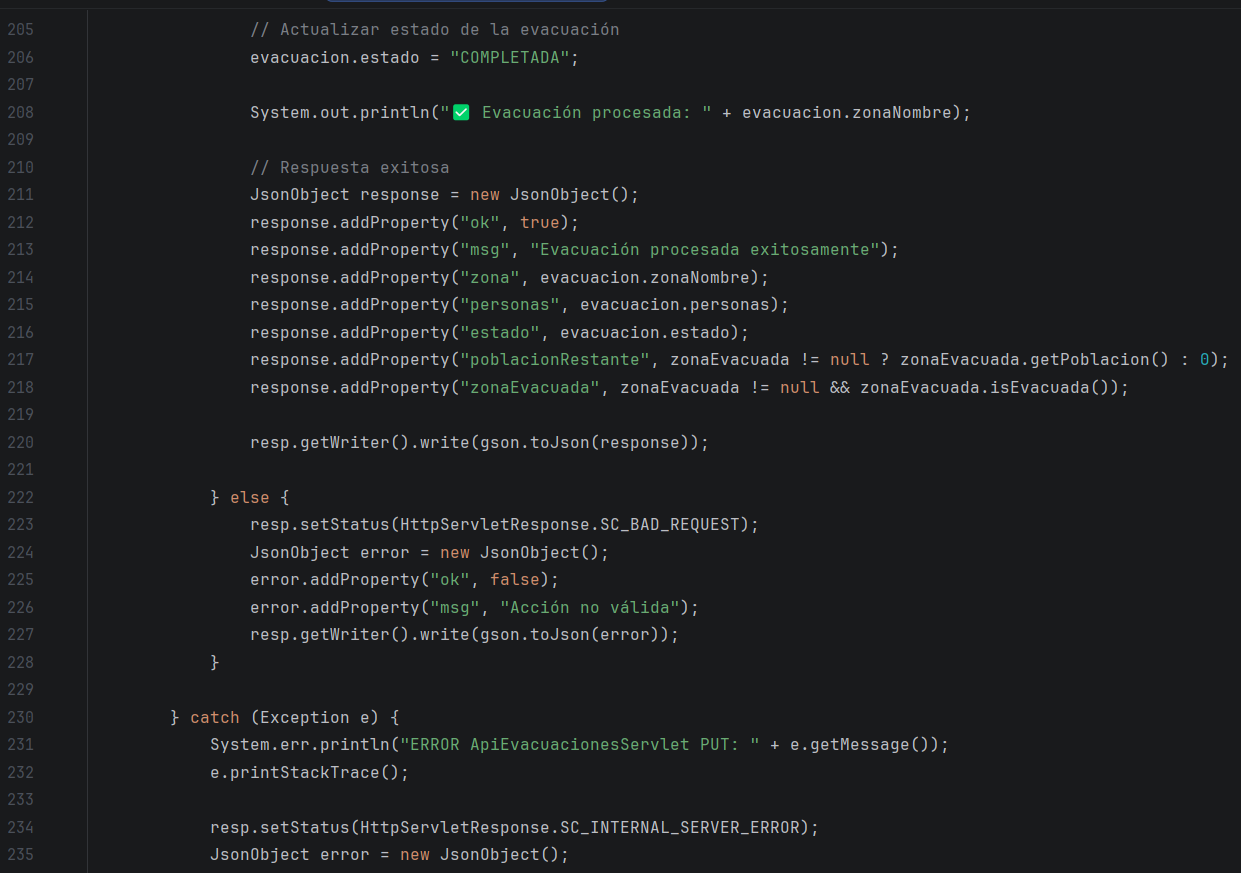 205 // Actualizar estado de la evacuación
206 evacuacion.estado = "COMPLETADA";
207
208 System.out.println("✅ Evacuación procesada: " + evacuacion.zonaNombre);
209
210 // Respuesta exitosa
211 JsonObject response = new JsonObject();
212 response.addProperty("ok", true);
213 response.addProperty("msg", "Evacuación procesada exitosamente");
214 response.addProperty("zona", evacuacion.zonaNombre);
215 response.addProperty("personas", evacuacion.personas);
216 response.addProperty("estado", evacuacion.estado);
217 response.addProperty("poblacionRestante", zonaEvacuada != null ? zonaEvacuada.getPoblacion() : 0);
218 response.addProperty("zonaEvacuada", zonaEvacuada != null && zonaEvacuada.isEvacuada());
219
220 resp.getWriter().write(gson.toJson(response));
221
222 } else {
223 resp.setStatus(HttpServletResponse.SC_BAD_REQUEST);
224 JsonObject error = new JsonObject();
225 error.addProperty("ok", false);
226 error.addProperty("msg", "Acción no válida");
227 resp.getWriter().write(gson.toJson(error));
228 }
229
230 } catch (Exception e) {
231 System.err.println("ERROR ApiEvacuacionesServlet PUT: " + e.getMessage());
232 e.printStackTrace();
233
234 resp.setStatus(HttpServletResponse.SC_INTERNAL_SERVER_ERROR);
235 JsonObject error = new JsonObject();